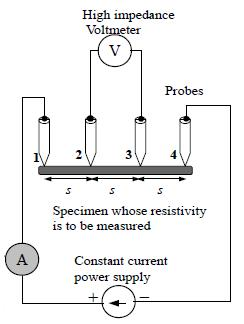 High impedance
Voltmeter
V
Probes
1 2 3 4
s s s
Specimen whose resistivity
is to be measured
A
Constant current
power supply
+ −